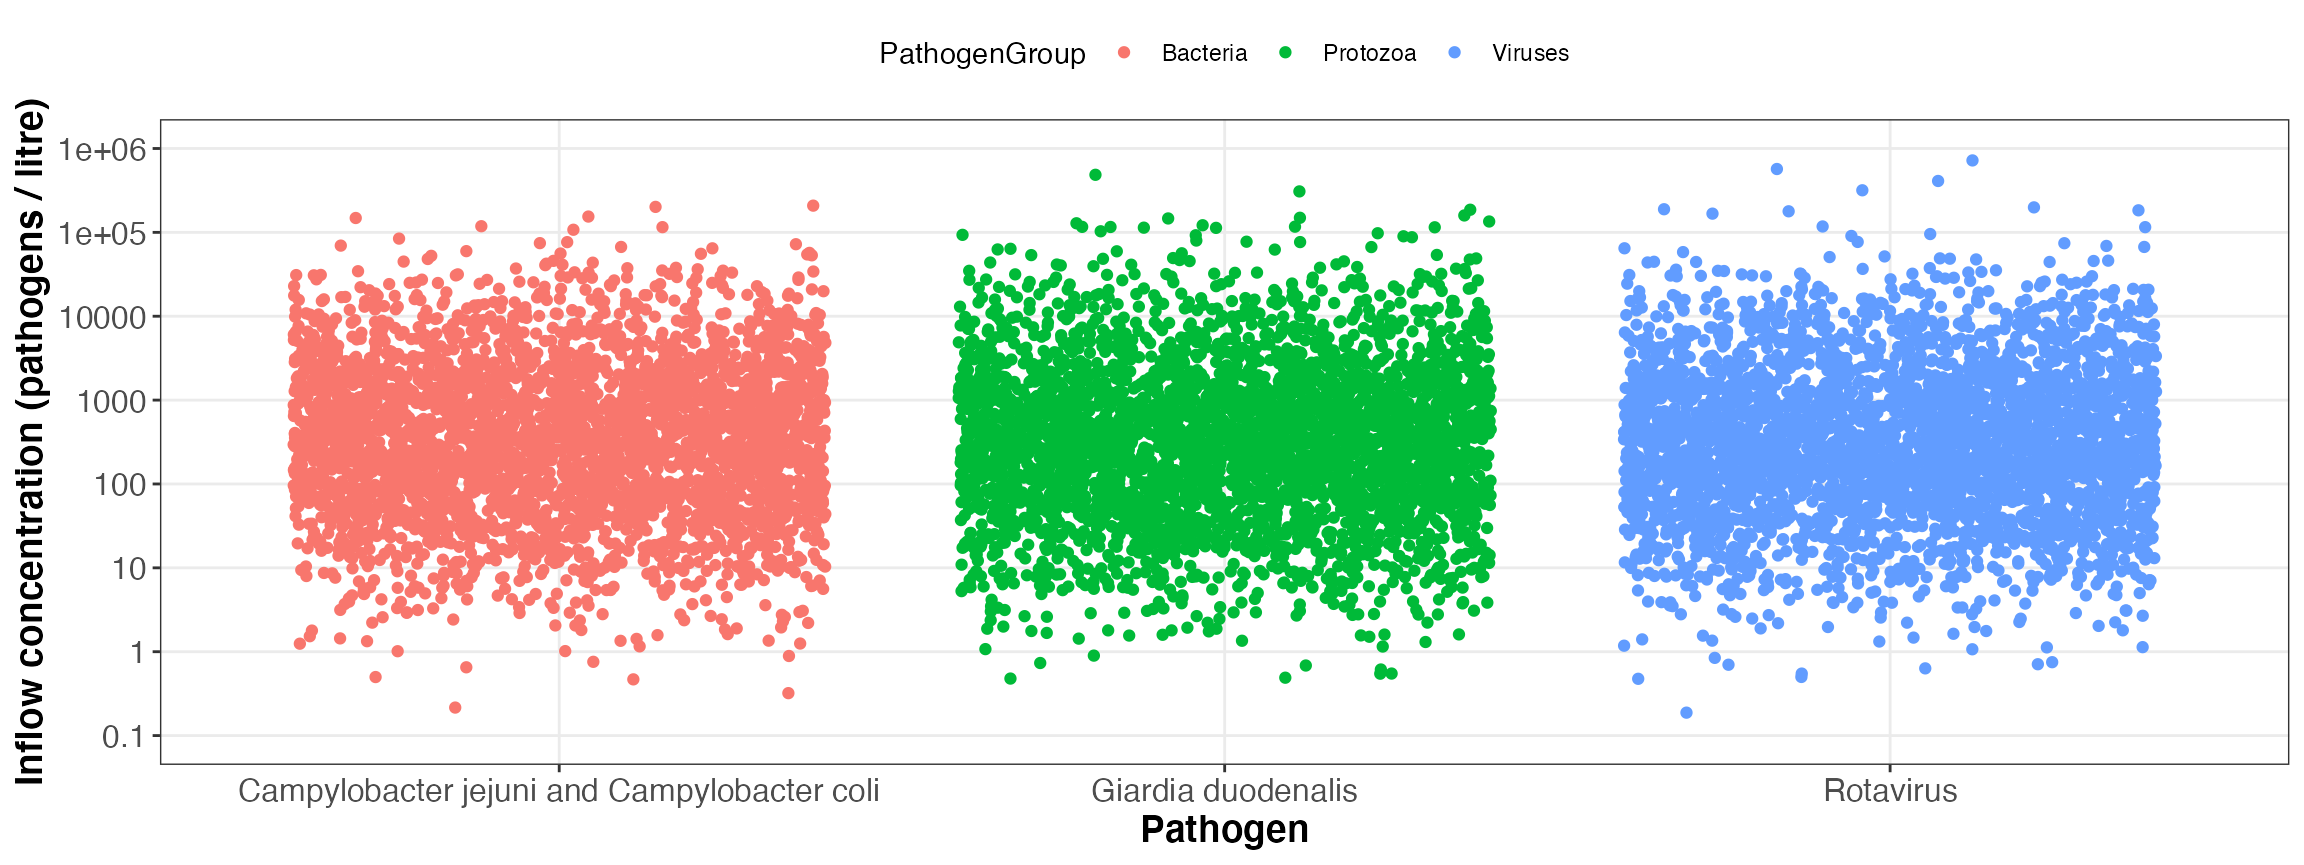 PathogenGroup Bacteria Protozoa Viruses
Inflow concentration (pathogens / litre)
1e+06
1e+05
10000
1000
100
10
1
0.1
Campylobacter jejuni and Campylobacter coli Giardia duodenalis Rotavirus
Pathogen